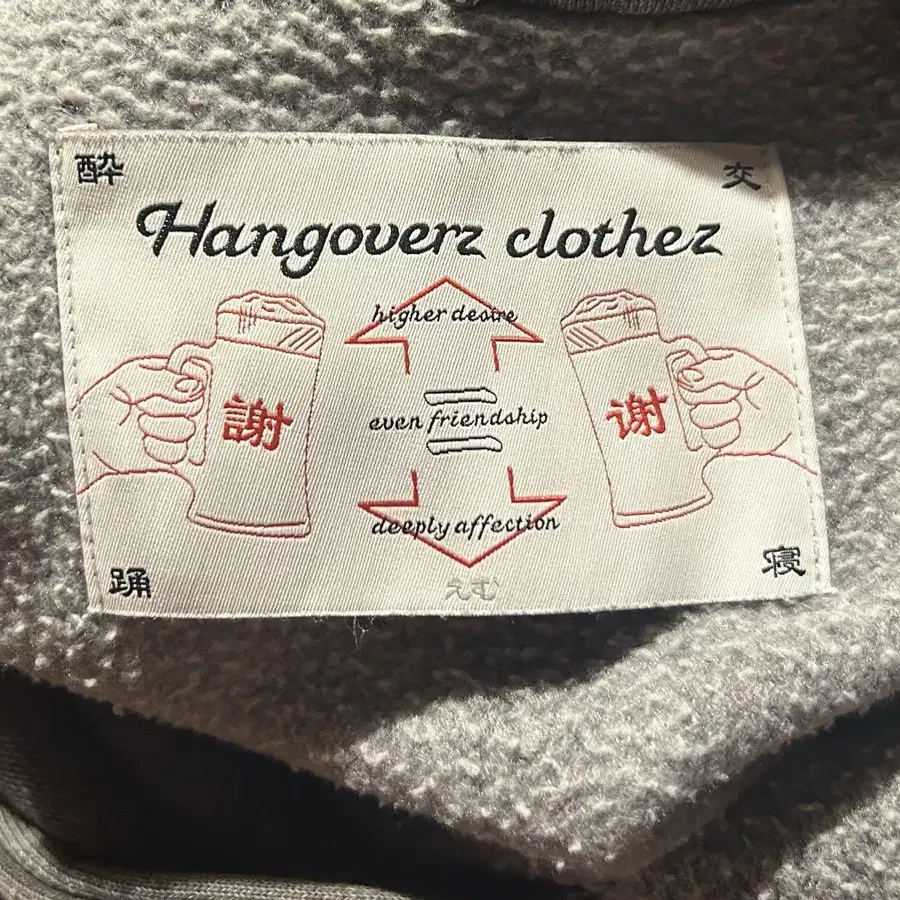 酔 交
Hangoverz clothez
higher desire
謝 even friendship 谢
deeply affection
踊 寝
えむ